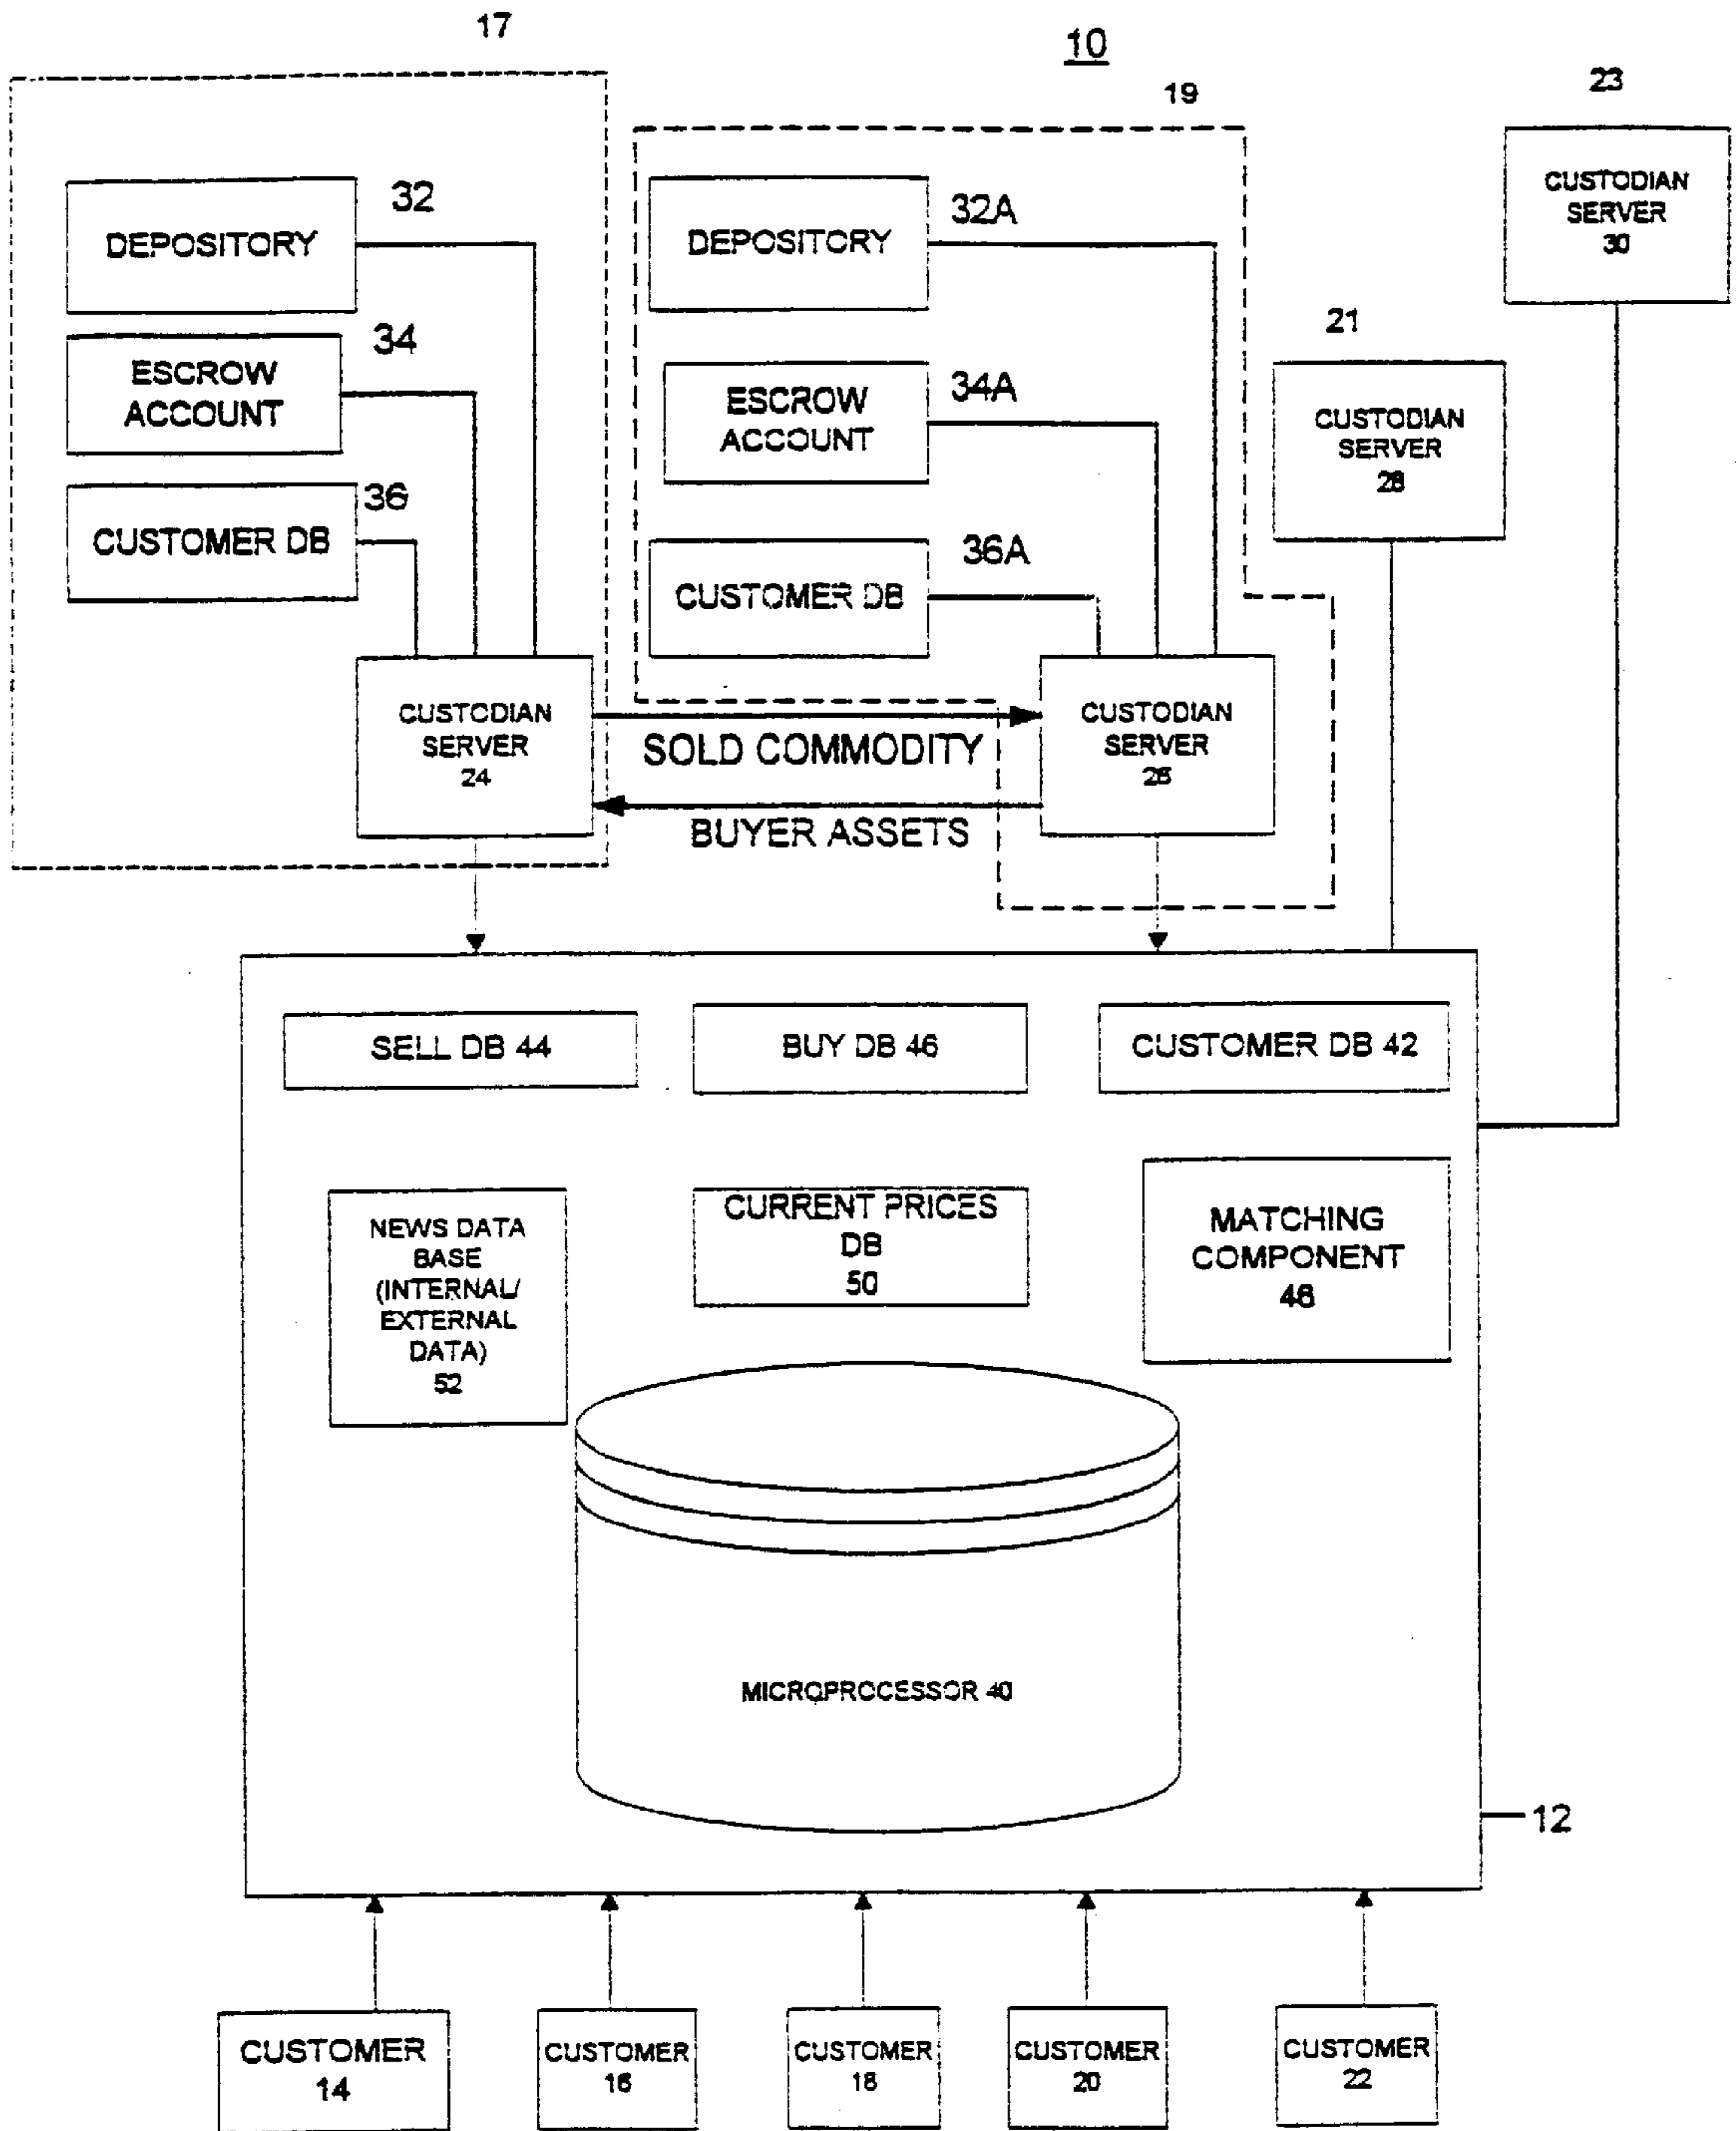 17
10
19
23
DEPOSITORY
32
DEPOSITORY
32A
CUSTODIAN
SERVER
30
ESCROW
ACCOUNT
34
ESCROW
ACCOUNT
34A
21
CUSTODIAN
SERVER
28
CUSTOMER DB
36
CUSTOMER DB
36A
CUSTODIAN
SERVER
24
SOLD COMMODITY
BUYER ASSETS
CUSTODIAN
SERVER
26
SELL DB 44
BUY DB 46
CUSTOMER DB 42
NEWS DATA
BASE
(INTERNAL/
EXTERNAL
DATA)
52
CURRENT PRICES
DB
50
MATCHING
COMPONENT
48
MICROPROCESSOR 40
12
CUSTOMER
14
CUSTOMER
16
CUSTOMER
18
CUSTOMER
20
CUSTOMER
22